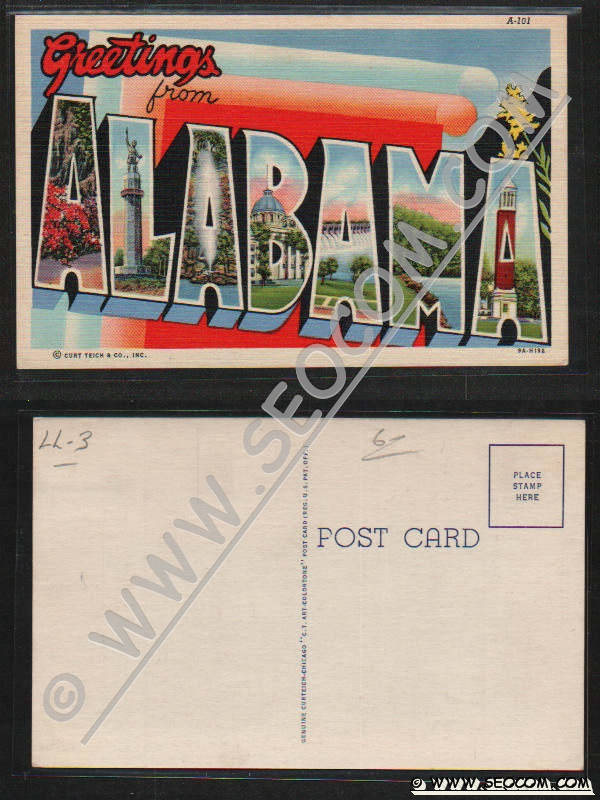 A-101
Greetings
from
ALABAMA
© CURT TEICH & CO., INC.
9A-H198
LL-3
6-
PLACE
STAMP
HERE
POST CARD
GENUINE CURTEICH-CHICAGO "C.T. ART-COLORTONE" POST CARD (REG. U.S. PAT. OFF.)
© WWW.SEOCOM.COM
© WWW.SEOCOM.COM